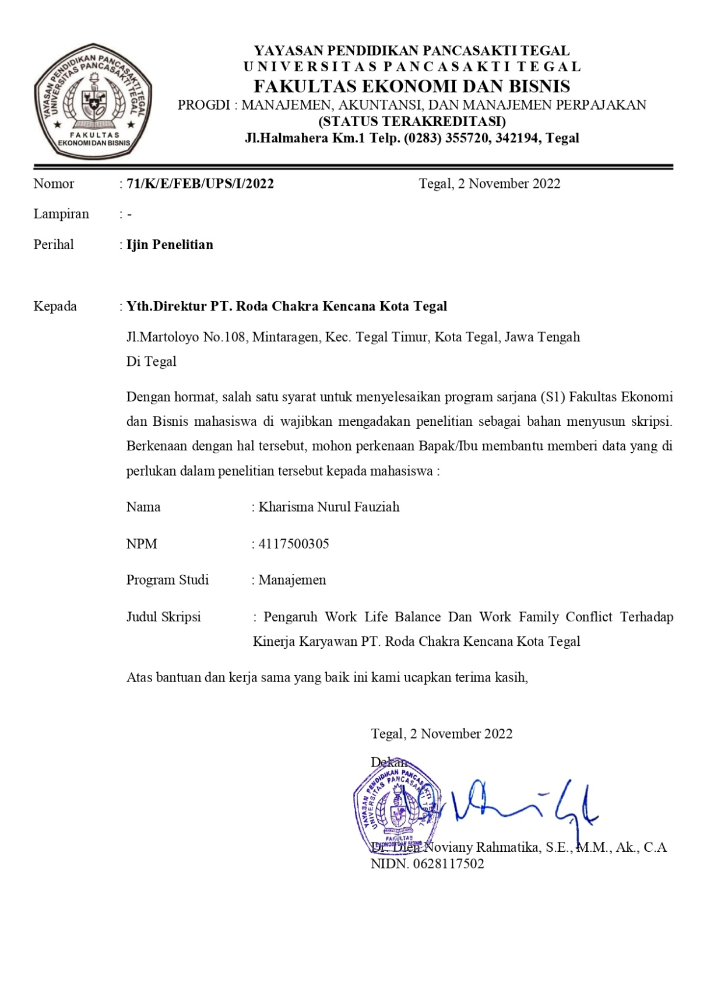 YAYASAN PENDIDIKAN PANCASAKTI TEGAL
UNIVERSITAS PANCASAKTI TEGAL
FAKULTAS EKONOMI DAN BISNIS
PROGDI : MANAJEMEN, AKUNTANSI, DAN MANAJEMEN PERPAJAKAN
(STATUS TERAKREDITASI)
Jl.Halmahera Km.1 Telp. (0283) 355720, 342194, Tegal
YAYASAN PENDIDIKAN PANCASAKTI TEGAL
UNIVERSITAS PANCASAKTI TEGAL
FAKULTAS
EKONOMI DAN BISNIS
Nomor : 71/K/E/FEB/UPS/I/2022 Tegal, 2 November 2022
Lampiran : -
Perihal : Ijin Penelitian
Kepada : Yth.Direktur PT. Roda Chakra Kencana Kota Tegal
Jl.Martoloyo No.108, Mintaragen, Kec. Tegal Timur, Kota Tegal, Jawa Tengah
Di Tegal
Dengan hormat, salah satu syarat untuk menyelesaikan program sarjana (S1) Fakultas Ekonomi
dan Bisnis mahasiswa di wajibkan mengadakan penelitian sebagai bahan menyusun skripsi.
Berkenaan dengan hal tersebut, mohon perkenaan Bapak/Ibu membantu memberi data yang di
perlukan dalam penelitian tersebut kepada mahasiswa :
Nama : Kharisma Nurul Fauziah
NPM : 4117500305
Program Studi : Manajemen
Judul Skripsi : Pengaruh Work Life Balance Dan Work Family Conflict Terhadap
Kinerja Karyawan PT. Roda Chakra Kencana Kota Tegal
Atas bantuan dan kerja sama yang baik ini kami ucapkan terima kasih,
Tegal, 2 November 2022
Dekan
YAYASAN PENDIDIKAN PANCASAKTI TEGAL
UNIVERSITAS PANCASAKTI TEGAL
FAKULTAS
EKONOMI DAN BISNIS
Dr. Dien Noviany Rahmatika, S.E., M.M., Ak., C.A
NIDN. 0628117502